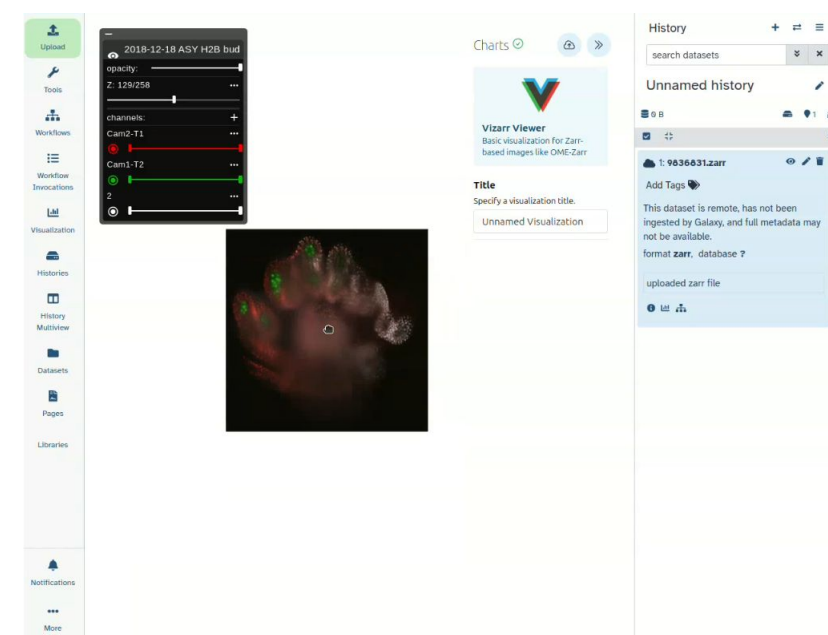 Upload
Tools
Workflows
Workflow
Invocations
Visualization
Histories
History
Multiview
Datasets
Pages
Libraries
Notifications
More
2018-12-18 ASY H2B bud
opacity:
Z: 129/258
channels:
Cam2-T1
Cam1-T2
2
Charts
Vizarr Viewer
Basic visualization for Zarr-
based images like OME-Zarr
Title
Specify a visualization title.
Unnamed Visualization
History
search datasets
Unnamed history
0 B
1
1: 9836831.zarr
Add Tags
This dataset is remote, has not been
ingested by Galaxy, and full metadata may
not be available.
format zarr, database ?
uploaded zarr file